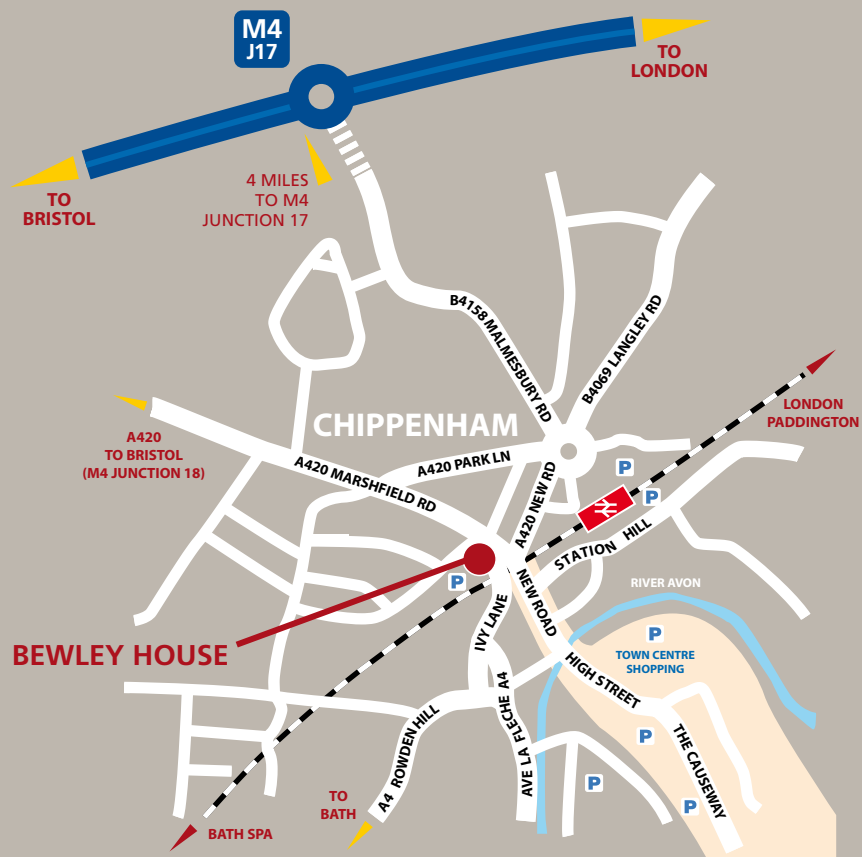 M4
J17
TO
LONDON
TO
BRISTOL
4 MILES
TO M4
JUNCTION 17
B4158 MALMESBURY RD
B4069 LANGLEY RD
LONDON
PADDINGTON
CHIPPENHAM
A420
TO BRISTOL
(M4 JUNCTION 18)
A420 MARSHFIELD RD
A420 PARK LN
A420 NEW RD
P
P
STATION HILL
P
NEW ROAD
RIVER AVON
IVY LANE
BEWLEY HOUSE
P
TOWN CENTRE
SHOPPING
HIGH STREET
AVE LA FLECHE A4
A4 ROWDEN HILL
P
THE CAUSEWAY
P
P
TO
BATH
BATH SPA